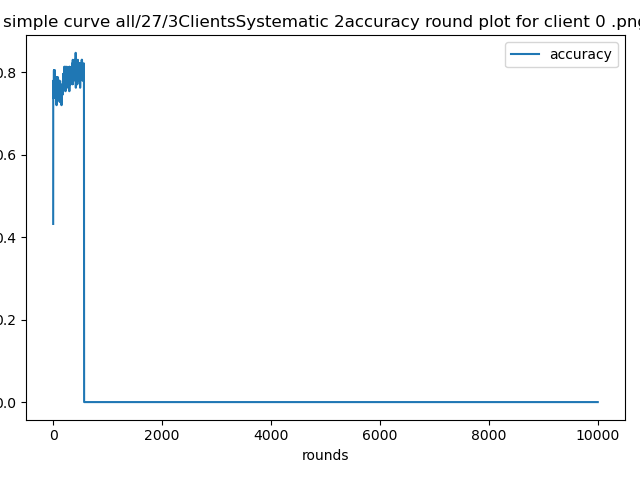 simple curve all/27/3ClientsSystematic 2accuracy round plot for client 0 .png
accuracy
0.8
0.6
0.4
0.2
0.0
0 2000 4000 6000 8000 10000
rounds